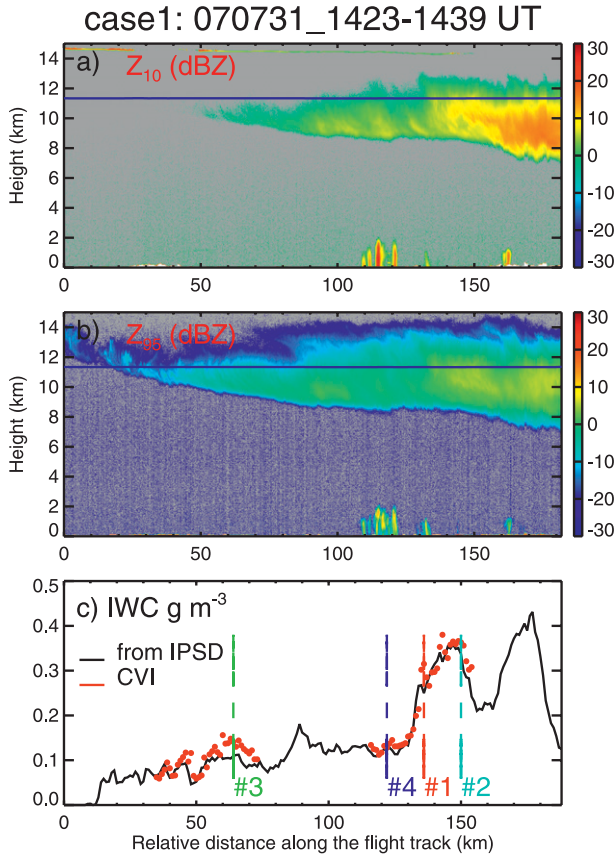 case1: 070731_1423-1439 UT
a) Z10 (dBZ)
Height (km)
14
12
10
8
6
4
2
0
0 50 100 150
30
20
10
0
-10
-20
-30
b) Z95 (dBZ)
Height (km)
14
12
10
8
6
4
2
0
0 50 100 150
30
20
10
0
-10
-20
-30
c) IWC g m-3
from IPSD
CVI
0.5
0.4
0.3
0.2
0.1
0.0
#3 #4 #1 #2
0 50 100 150
Relative distance along the flight track (km)